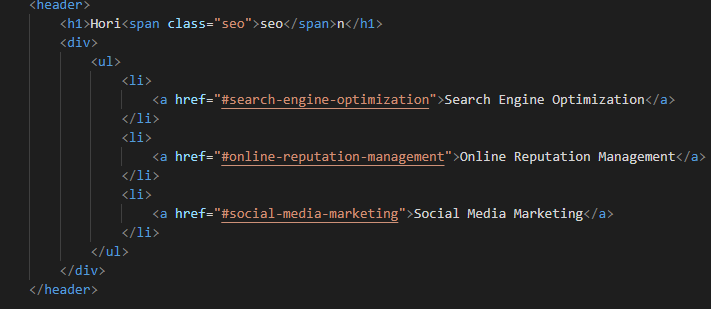 <header>
<h1>Hori<span class="seo">seo</span>n</h1>
<div>
<ul>
<li>
<a href="#search-engine-optimization">Search Engine Optimization</a>
</li>
<li>
<a href="#online-reputation-management">Online Reputation Management</a>
</li>
<li>
<a href="#social-media-marketing">Social Media Marketing</a>
</li>
</ul>
</div>
</header>